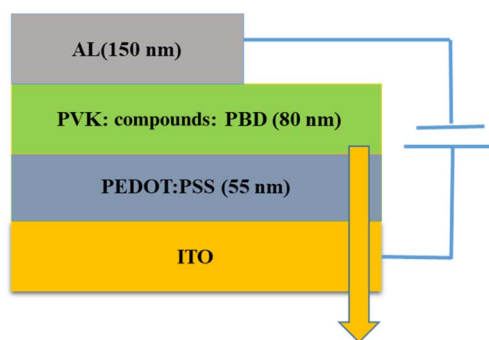 AL(150 nm)
PVK: compounds: PBD (80 nm)
PEDOT:PSS (55 nm)
ITO